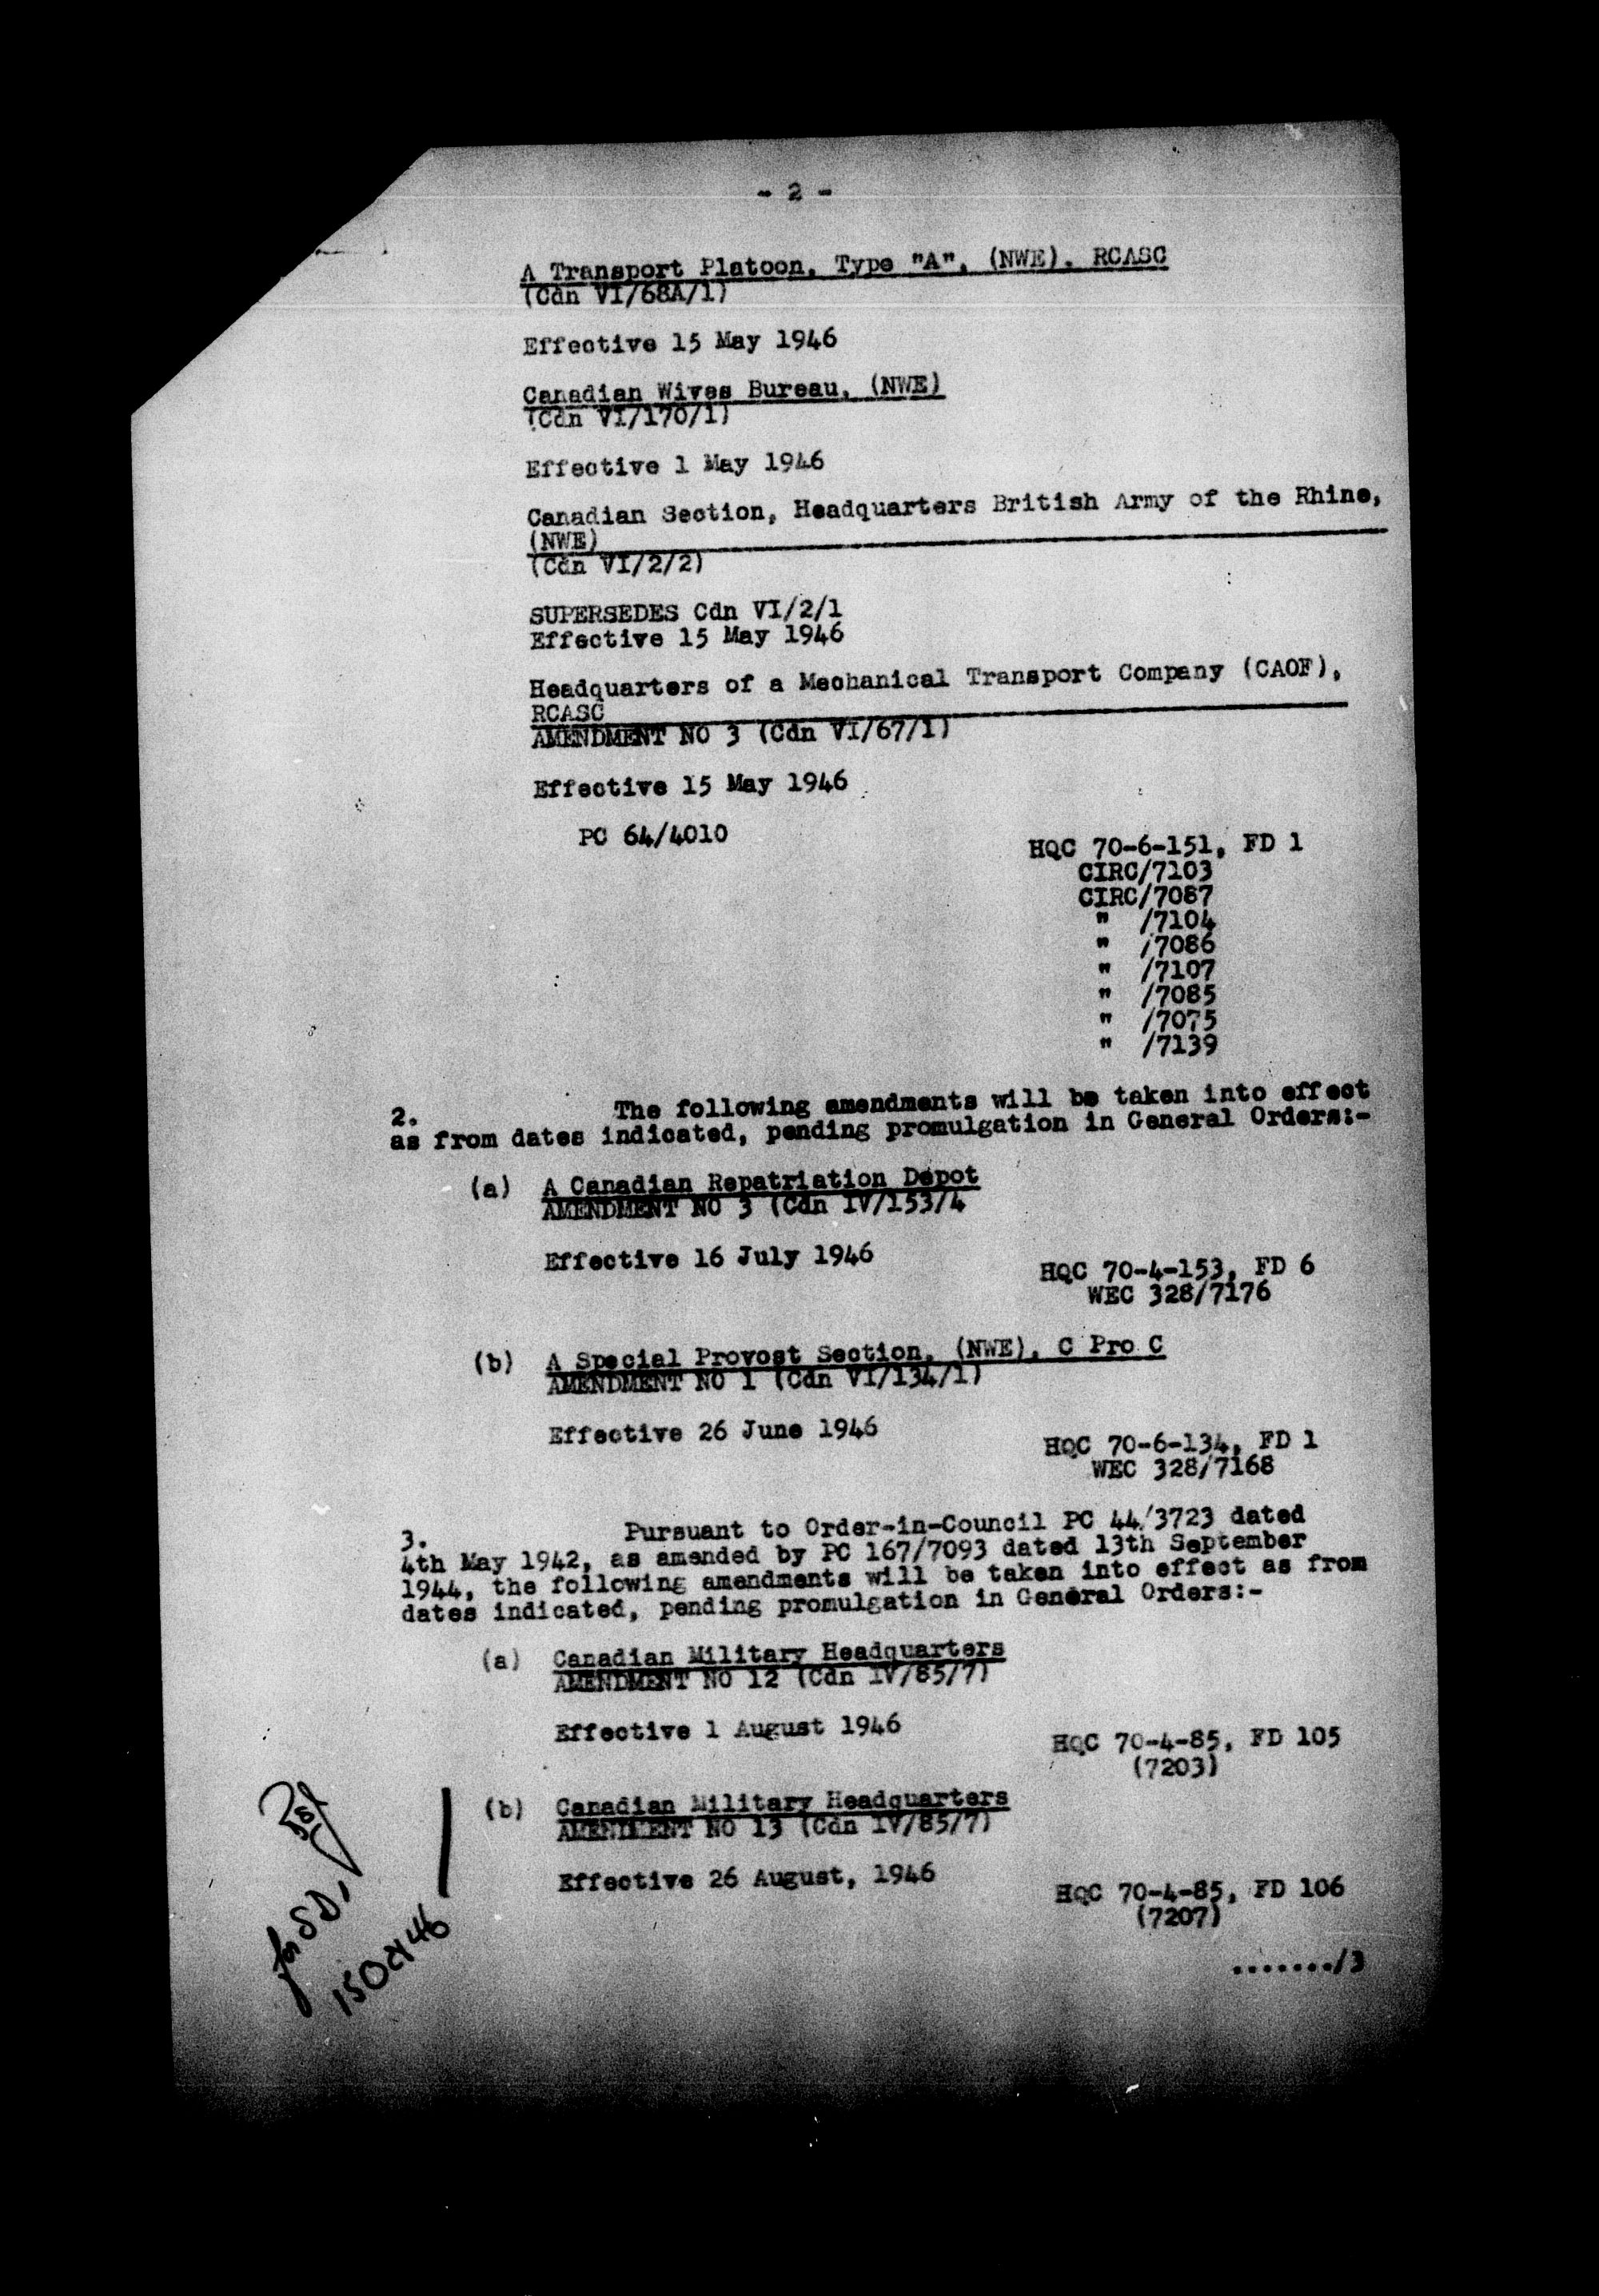 - 2 -
A Transport Platoon, Type "A", (NWE), RCASC
(Cdn VI/68A/1)
Effective 15 May 1946
Canadian Wives Bureau, (NWE)
(Cdn VI/170/1)
Effective 1 May 1946
Canadian Section, Headquarters British Army of the Rhine,
(NWE)
(Cdn VI/2/2)
SUPERSEDES Cdn VI/2/1
Effective 15 May 1946
Headquarters of a Mechanical Transport Company (CAOF),
RCASC
AMENDMENT NO 3 (Cdn VI/67/1)
Effective 15 May 1946
PC 64/4010
HQC 70-6-151, FD 1
CIRC/7103
CIRC/7087
" /7104
" /7086
" /7107
" /7085
" /7075
" /7139
2. The following amendments will be taken into effect
as from dates indicated, pending promulgation in General Orders:-
(a) A Canadian Repatriation Depot
AMENDMENT NO 3 (Cdn IV/153/4
Effective 16 July 1946
HQC 70-4-153, FD 6
WEC 328/7176
(b) A Special Provost Section, (NWE), C Pro C
AMENDMENT NO 1 (Cdn VI/134/1)
Effective 26 June 1946
HQC 70-6-134, FD 1
WEC 328/7168
3. Pursuant to Order-in-Council PC 44/3723 dated
4th May 1942, as amended by PC 167/7093 dated 13th September
1944, the following amendments will be taken into effect as from
dates indicated, pending promulgation in General Orders:-
(a) Canadian Military Headquarters
AMENDMENT NO 12 (Cdn IV/85/7)
Effective 1 August 1946
HQC 70-4-85, FD 105
(7203)
(b) Canadian Military Headquarters
AMENDMENT NO 13 (Cdn IV/85/7)
Effective 26 August, 1946
HQC 70-4-85, FD 106
(7207)
for SD1
15 Oct 46
......./3